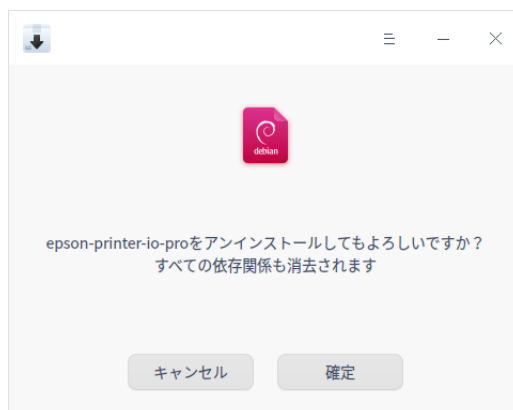 debian
epson-printer-io-proをアンインストールしてもよろしいですか？
すべての依存関係も消去されます
キャンセル
確定